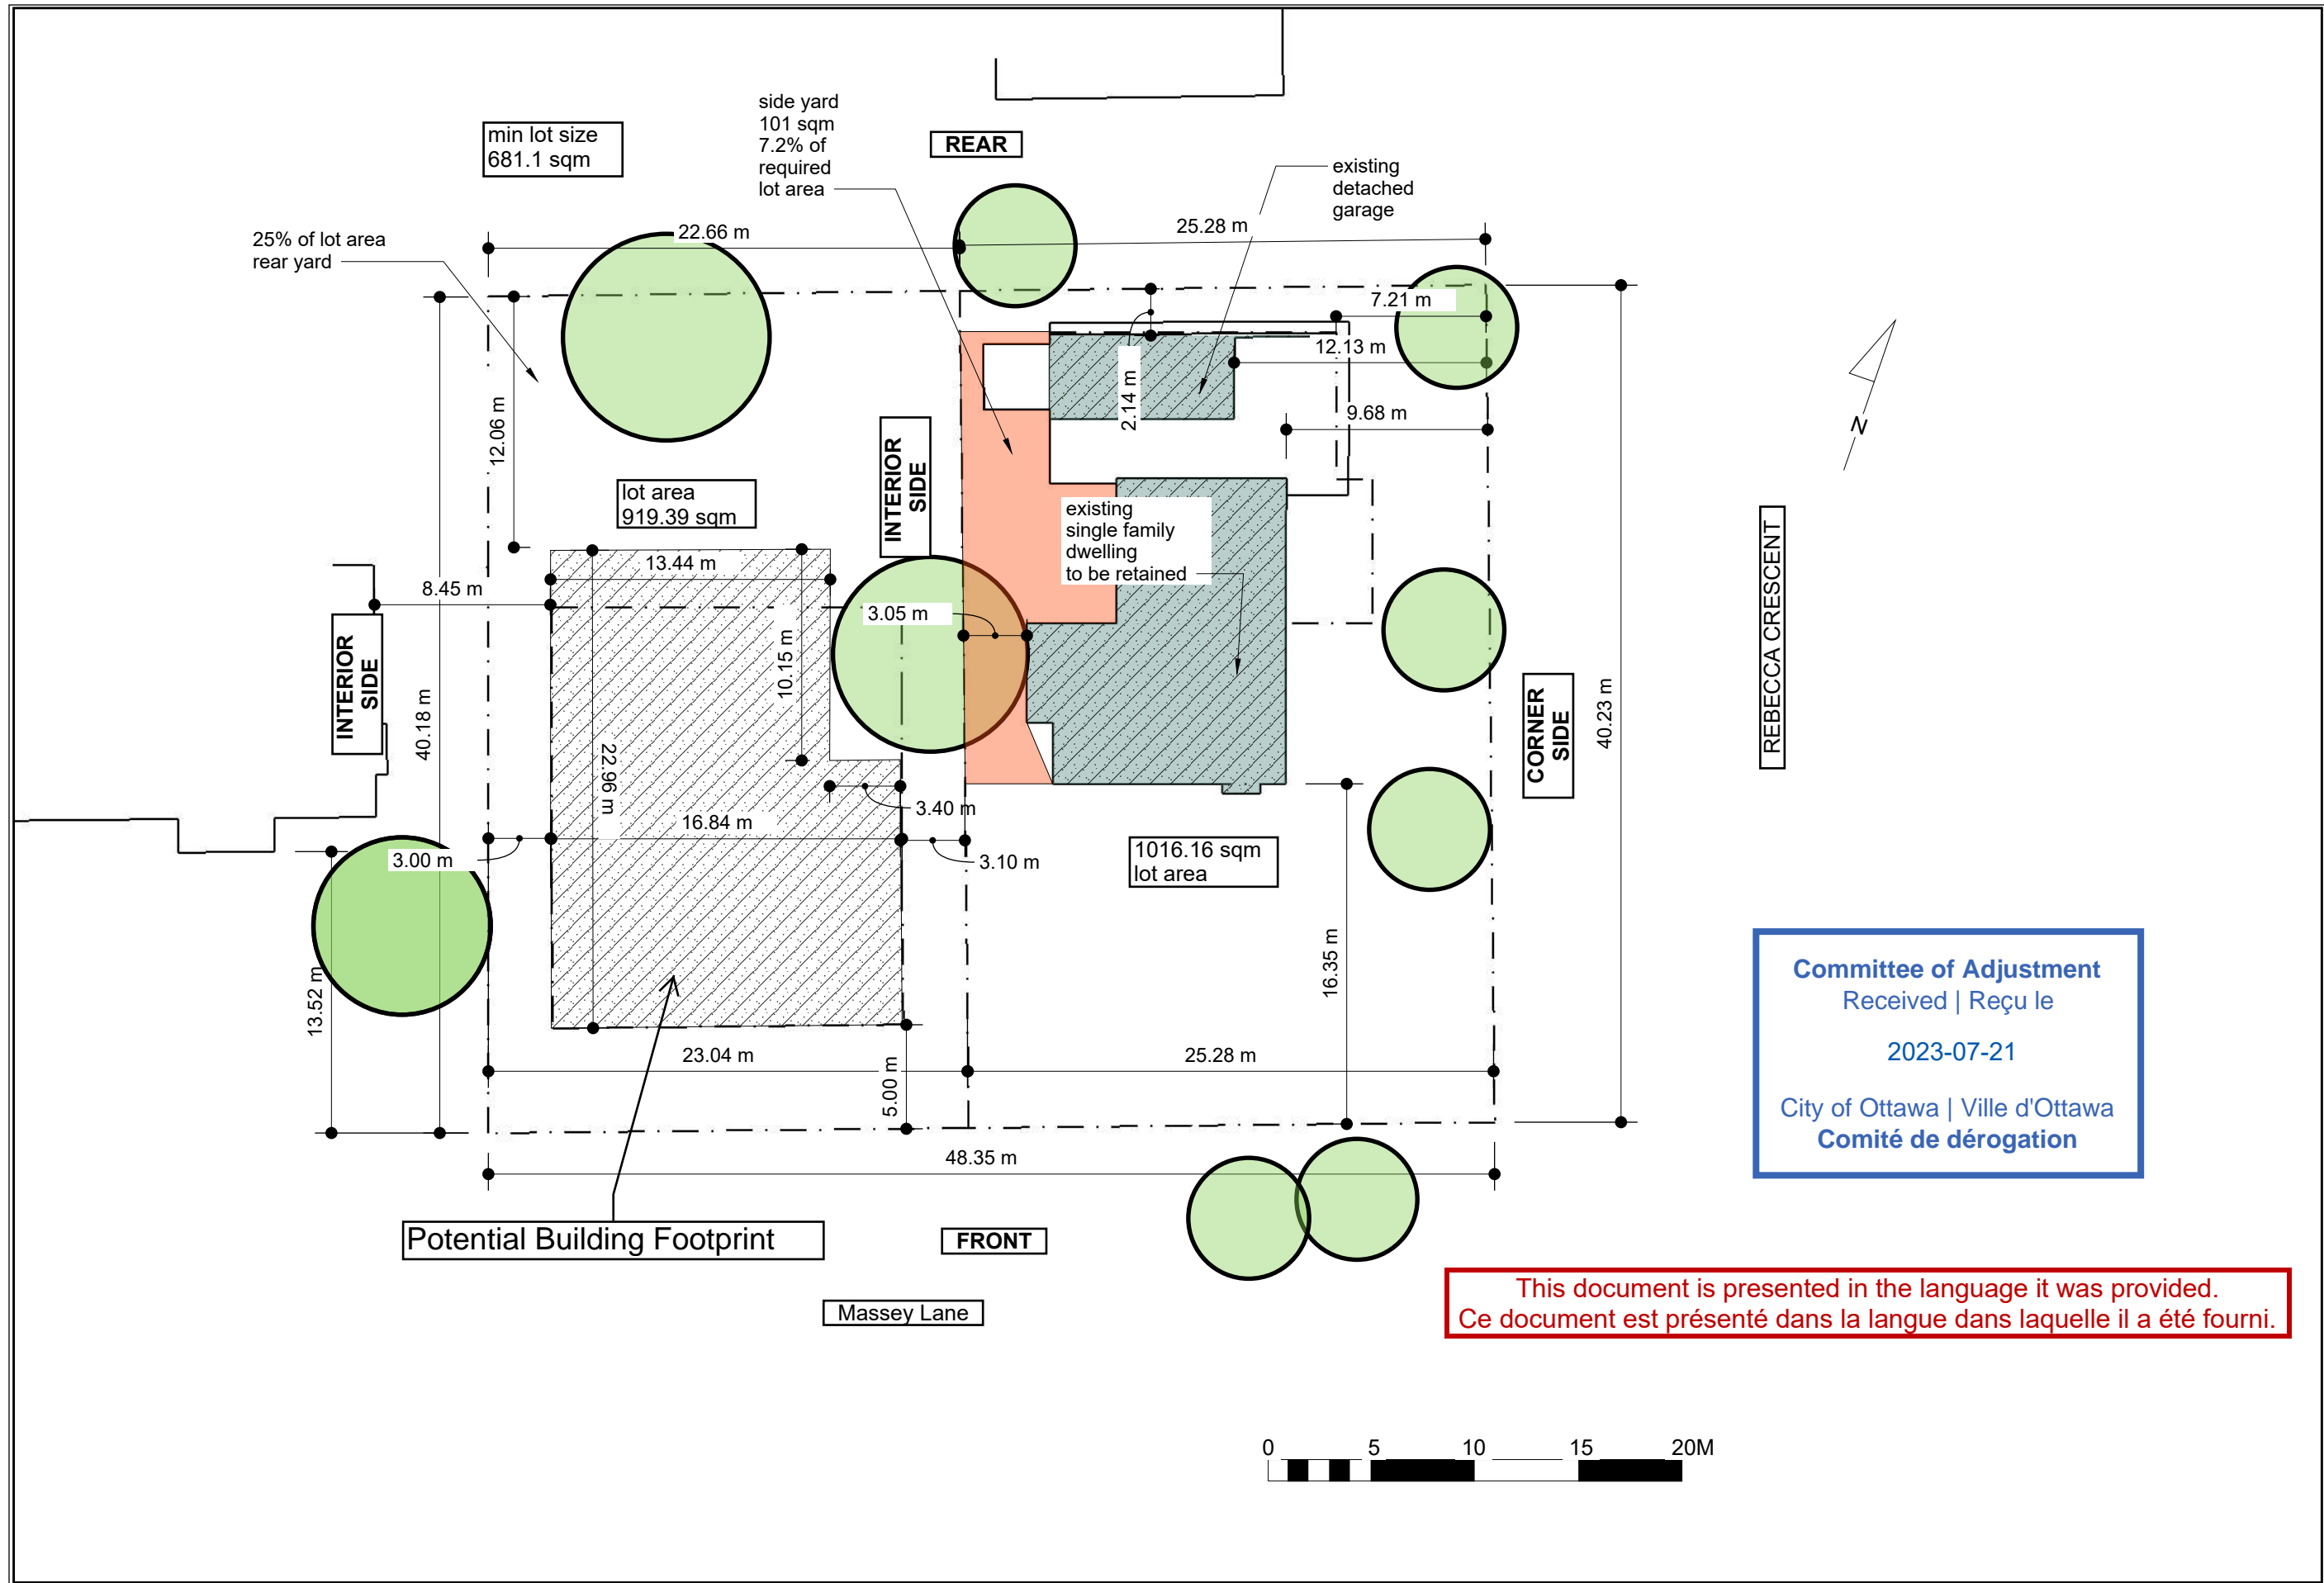 side yard
101 sqm
7.2% of
required
lot area
min lot size
681.1 sqm
REAR
existing
detached
garage
25% of lot area
rear yard
22.66 m
25.28 m
7.21 m
12.13 m
2.14 m
9.68 m
12.06 m
INTERIOR
SIDE
lot area
919.39 sqm
existing
single family
dwelling
to be retained
N
REBECCA CRESCENT
8.45 m
13.44 m
3.05 m
10.15 m
INTERIOR
SIDE
40.18 m
22.96 m
CORNER
SIDE
40.23 m
3.40 m
16.84 m
3.00 m
3.10 m
1016.16 sqm
lot area
13.52 m
16.35 m
23.04 m
25.28 m
5.00 m
48.35 m
Potential Building Footprint
FRONT
Massey Lane
Committee of Adjustment
Received | Reçu le
2023-07-21
City of Ottawa | Ville d'Ottawa
Comité de dérogation
This document is presented in the language it was provided.
Ce document est présenté dans la langue dans laquelle il a été fourni.
0 5 10 15 20M